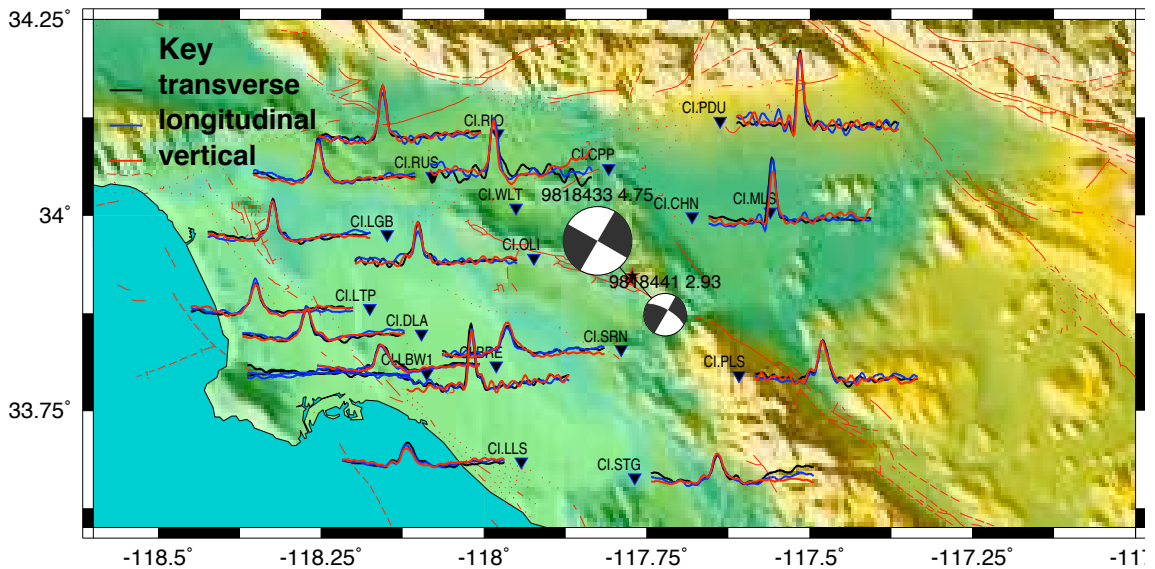 34.25°
34°
33.75°
Key
transverse
longitudinal
vertical
CI.PDU
CI.RIO
CI.RUS
CI.CPP
CI.WLT
9818433 4.75
CI.CHN
CI.MLS
CI.LGB
CI.OLI
9818441 2.93
CI.LTP
CI.DLA
CI.SRN
CI.LBW1
CI.PLS
CI.LLS
CI.STG
-118.5°
-118.25°
-118°
-117.75°
-117.5°
-117.25°